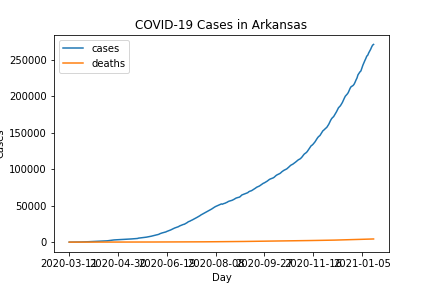 COVID-19 Cases in Arkansas
cases
deaths
250000
200000
150000
100000
50000
0
cases
2020-03-11 2020-04-30 2020-06-19 2020-08-08 2020-09-27 2020-11-16 2021-01-05
Day